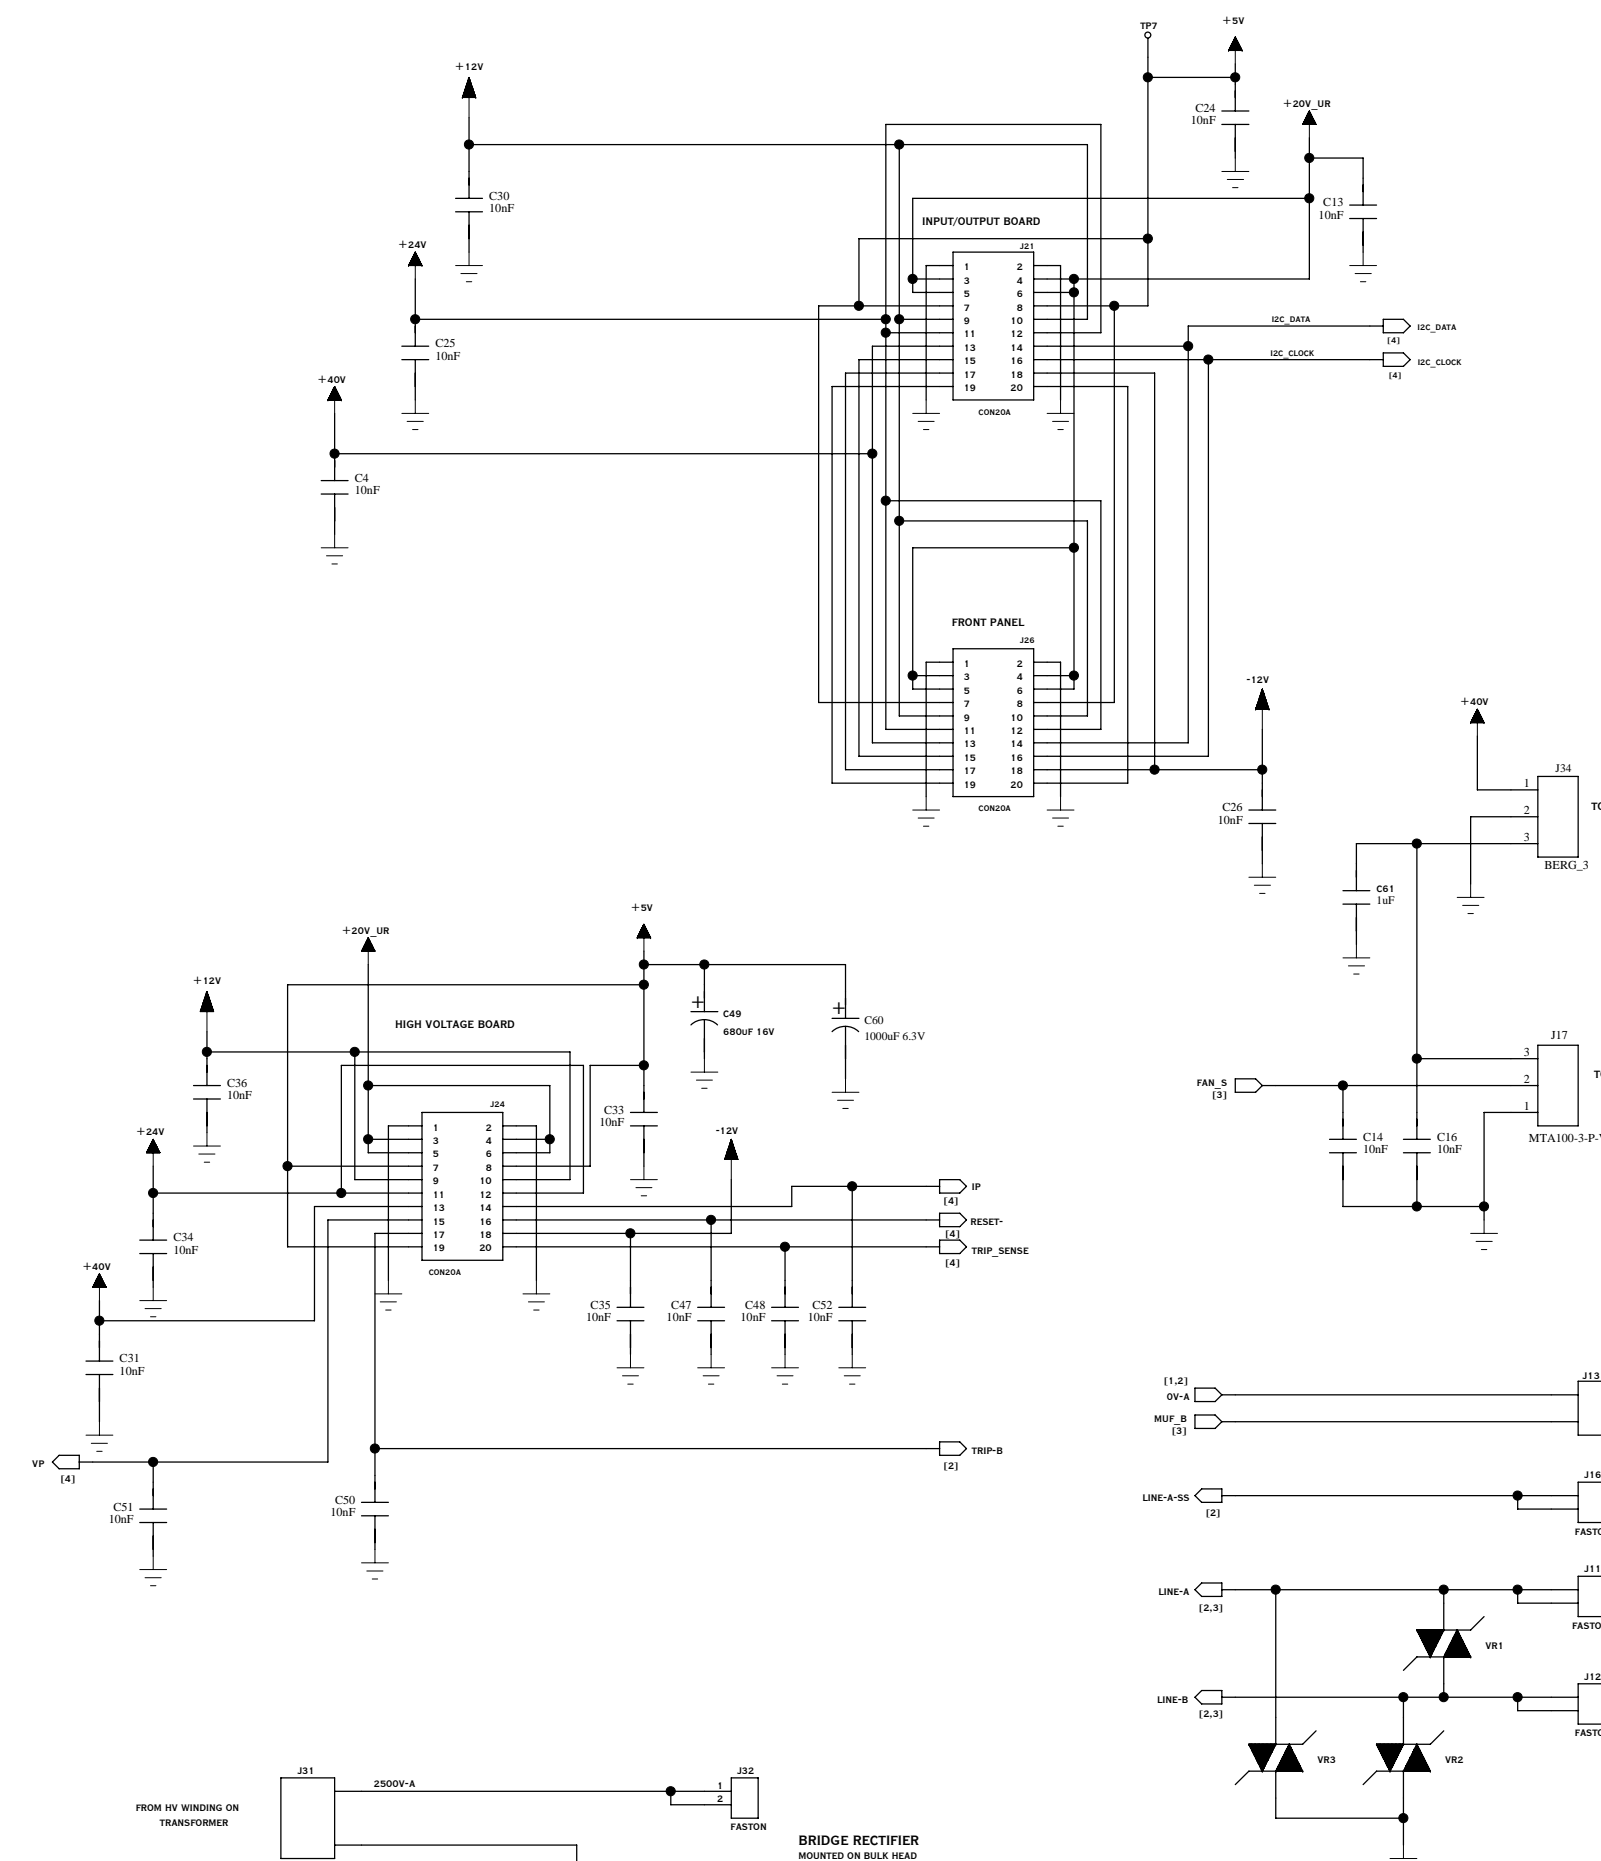 TP7
+5V
+12V
C24
10nF
+20V_UR
C30
10nF
C13
10nF
INPUT/OUTPUT BOARD
+24V
J21
1 2
3 4
5 6
7 8
9 10
11 12
13 14
15 16
17 18
19 20
CON20A
I2C_DATA
I2C_DATA
[4]
I2C_CLOCK
I2C_CLOCK
[4]
C25
10nF
+40V
C4
10nF
FRONT PANEL
J26
1 2
3 4
5 6
7 8
9 10
11 12
13 14
15 16
17 18
19 20
CON20A
-12V
C26
10nF
+40V
J34
1
2
3
BERG_3
TO
C61
1uF
+5V
+20V_UR
+12V
HIGH VOLTAGE BOARD
+
C49
680UF 16V
+
C60
1000uF 6.3V
J17
3
2
1
MTA100-3-P-V
TO
FAN_S
[3]
C14
10nF
C16
10nF
C36
10nF
C33
10nF
+24V
J24
1 2
3 4
5 6
7 8
9 10
11 12
13 14
15 16
17 18
19 20
CON20A
-12V
IP
[4]
RESET-
[4]
TRIP_SENSE
[4]
C34
10nF
+40V
C35
10nF
C47
10nF
C48
10nF
C52
10nF
C31
10nF
[1,2]
0V-A
J13
MUF_B
[3]
TRIP-B
[2]
VP
[4]
C51
10nF
C50
10nF
LINE-A-SS
[2]
J16
FASTO
LINE-A
[2,3]
J11
FASTO
VR1
LINE-B
[2,3]
J12
FASTO
VR3
VR2
J31
2500V-A
J32
1
2
FASTON
FROM HV WINDING ON
TRANSFORMER
BRIDGE RECTIFIER
MOUNTED ON BULK HEAD